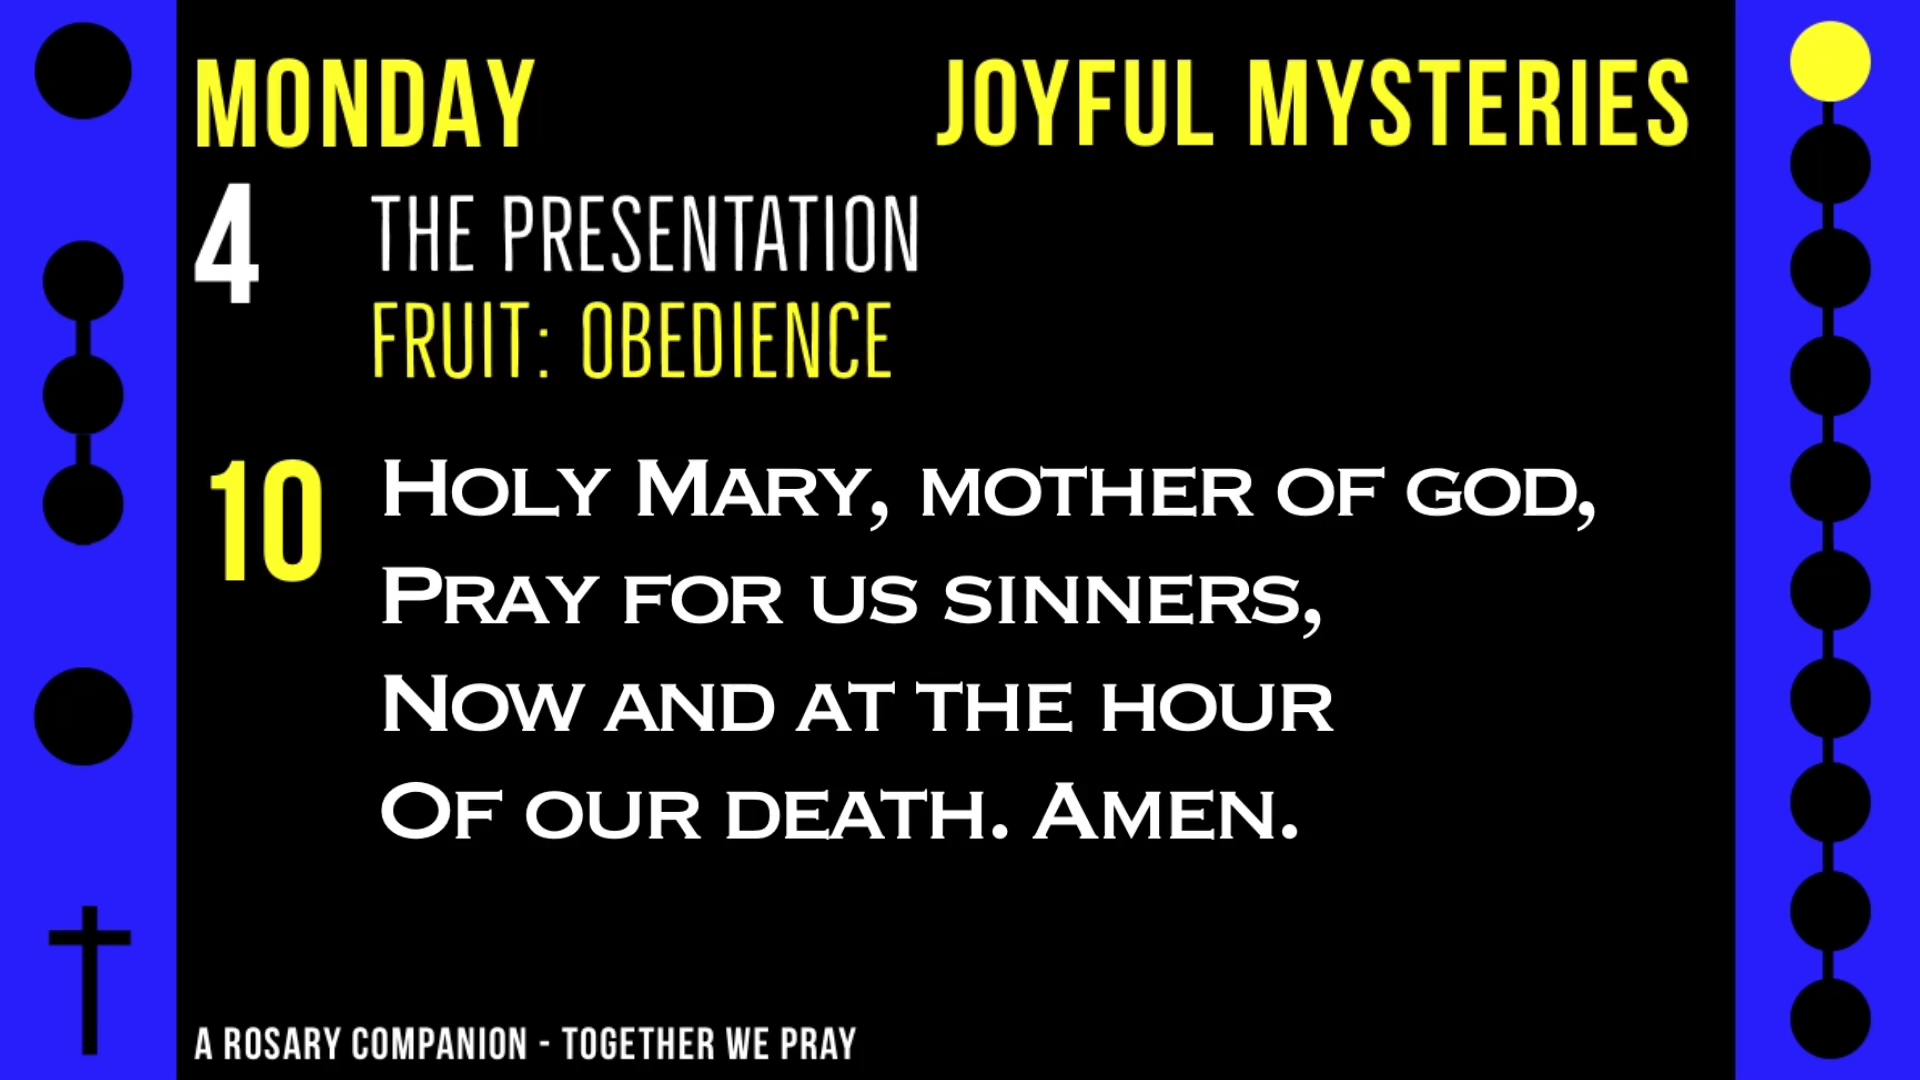 MONDAY JOYFUL MYSTERIES
4 THE PRESENTATION
FRUIT: OBEDIENCE
10 Holy Mary, mother of god,
Pray for us sinners,
Now and at the hour
Of our death. Amen.
A ROSARY COMPANION - TOGETHER WE PRAY